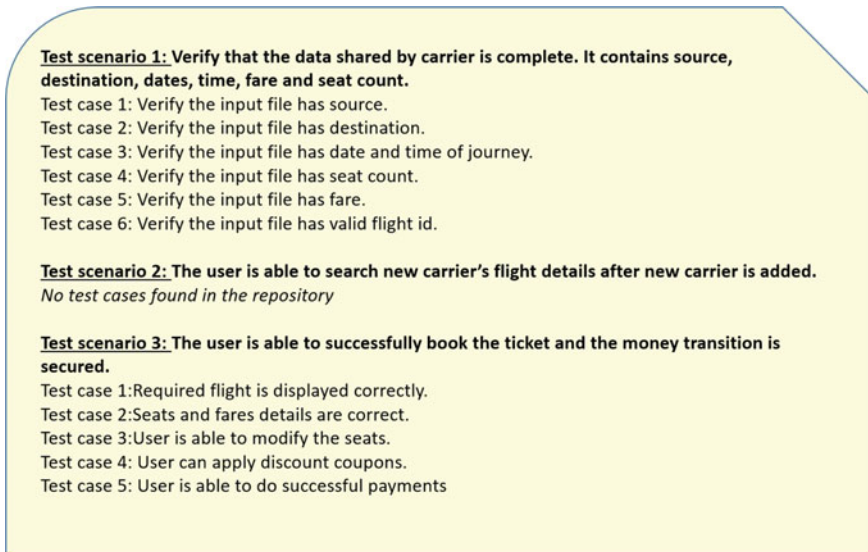 Test scenario 1: Verify that the data shared by carrier is complete. It contains source,
destination, dates, time, fare and seat count.
Test case 1: Verify the input file has source.
Test case 2: Verify the input file has destination.
Test case 3: Verify the input file has date and time of journey.
Test case 4: Verify the input file has seat count.
Test case 5: Verify the input file has fare.
Test case 6: Verify the input file has valid flight id.
Test scenario 2: The user is able to search new carrier's flight details after new carrier is added.
No test cases found in the repository
Test scenario 3: The user is able to successfully book the ticket and the money transition is
secured.
Test case 1:Required flight is displayed correctly.
Test case 2:Seats and fares details are correct.
Test case 3:User is able to modify the seats.
Test case 4: User can apply discount coupons.
Test case 5: User is able to do successful payments